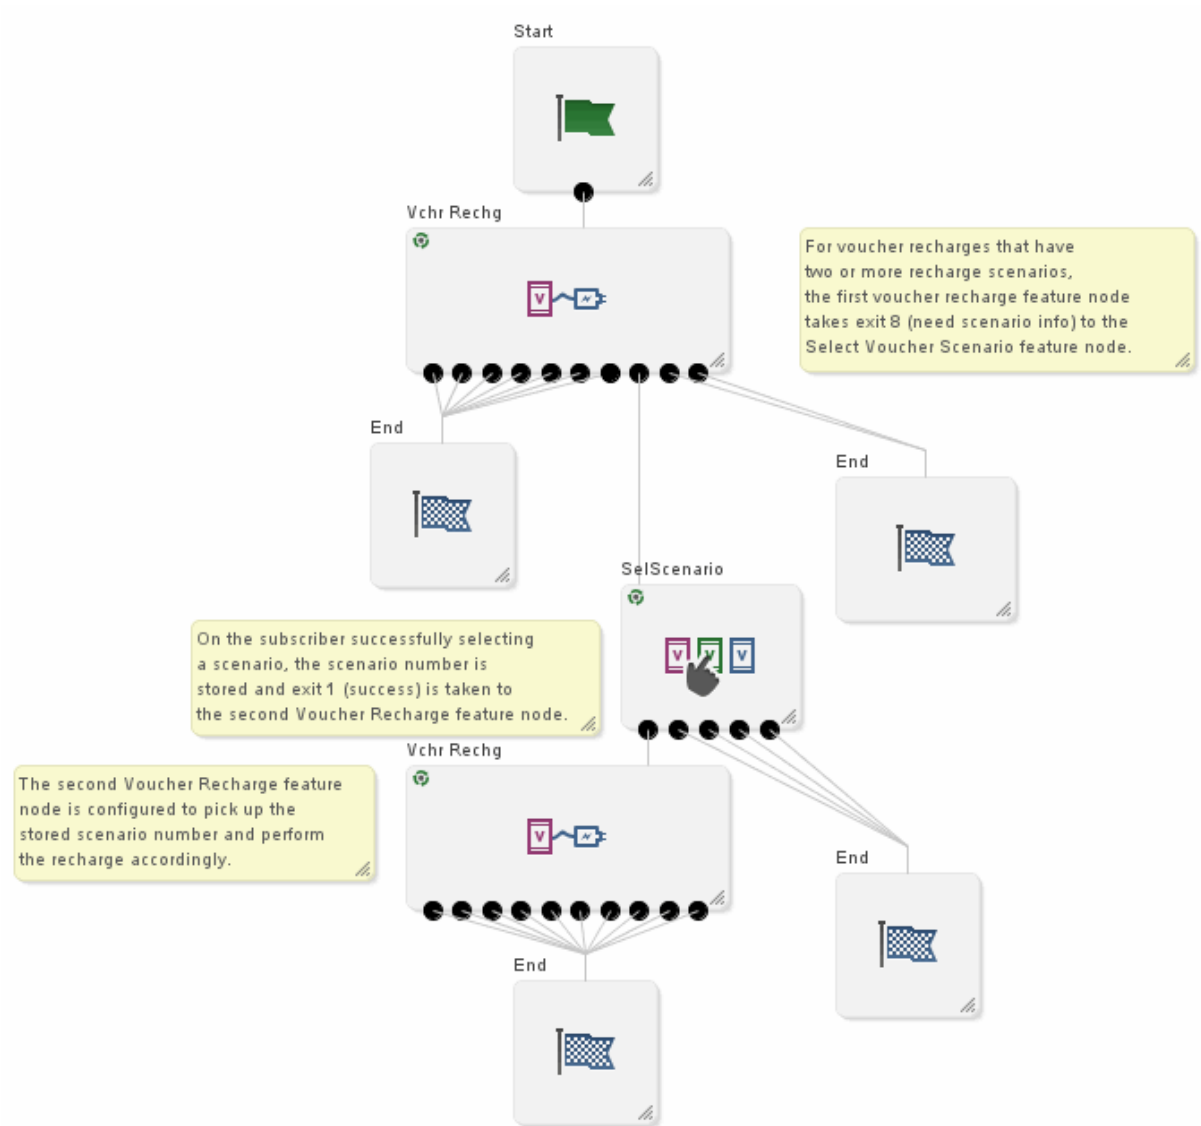 Start
Vchr Rechg
For voucher recharges that have
two or more recharge scenarios,
the first voucher recharge feature node
takes exit 8 (need scenario info) to the
Select Voucher Scenario feature node.
End
End
SelScenario
On the subscriber successfully selecting
a scenario, the scenario number is
stored and exit 1 (success) is taken to
the second Voucher Recharge feature node.
Vchr Rechg
The second Voucher Recharge feature
node is configured to pick up the
stored scenario number and perform
the recharge accordingly.
End
End
V
V
V
V
V